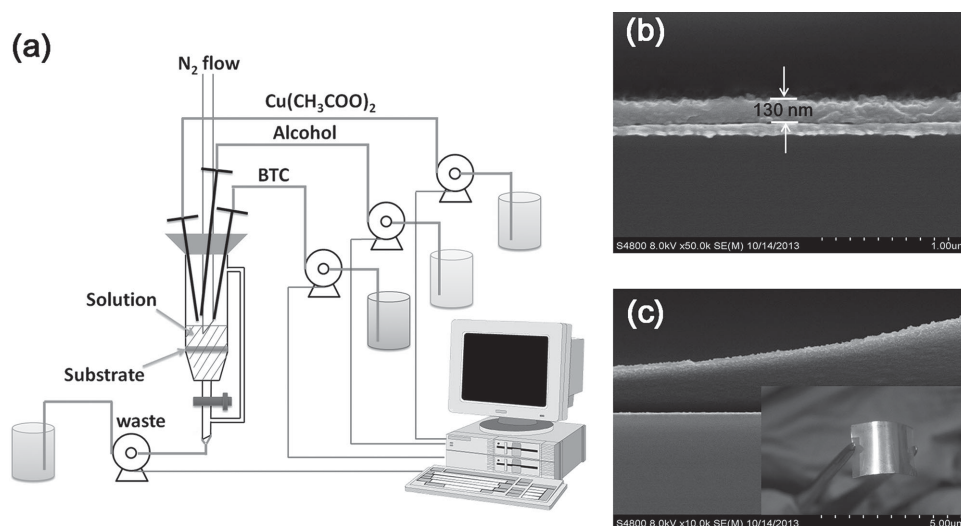 (a)
N₂ flow
Cu(CH₃COO)₂
Alcohol
BTC
Solution
Substrate
waste
(b)
130 nm
S4800 8.0kV x50.0k SE(M) 10/14/2013
1.00um
(c)
S4800 8.0kV x10.0k SE(M) 10/14/2013
5.00um